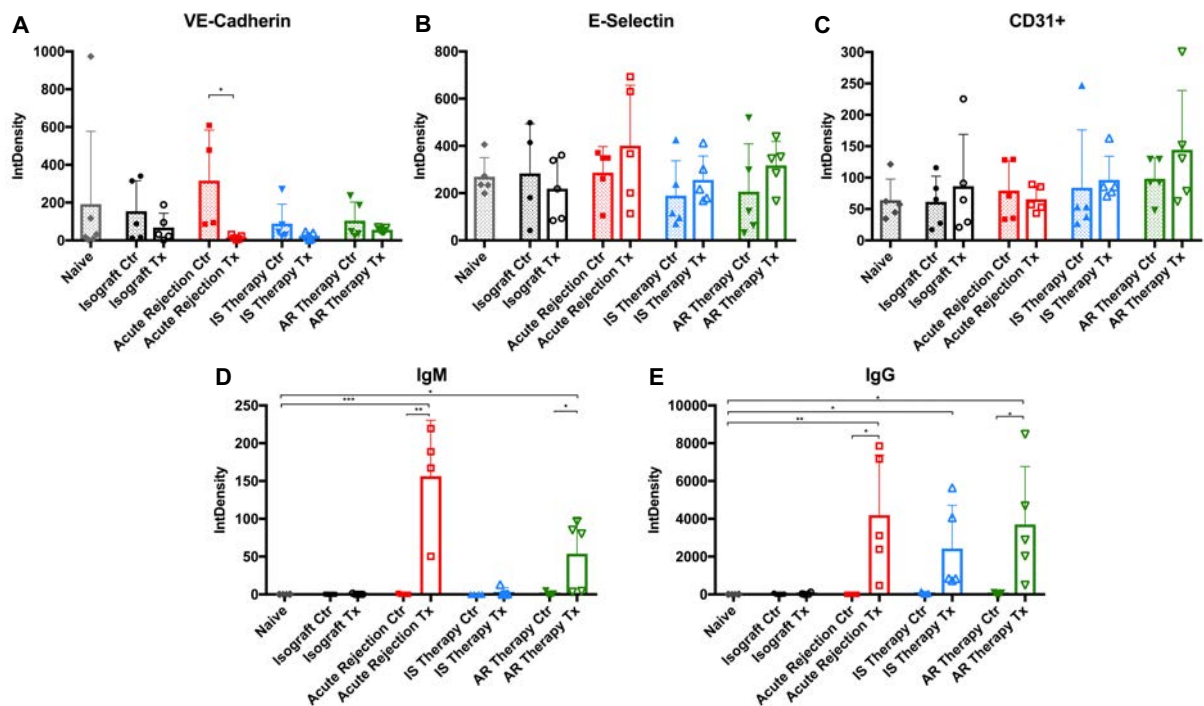 A
VE-Cadherin
1000
800
600
400
200
0
IntDensity
*
Naive
Isograft Ctr
Isograft Tx
Acute Rejection Ctr
Acute Rejection Tx
IS Therapy Ctr
IS Therapy Tx
AR Therapy Ctr
AR Therapy Tx
B
E-Selectin
800
600
400
200
0
IntDensity
Naive
Isograft Ctr
Isograft Tx
Acute Rejection Ctr
Acute Rejection Tx
IS Therapy Ctr
IS Therapy Tx
AR Therapy Ctr
AR Therapy Tx
C
CD31+
300
250
200
150
100
50
0
IntDensity
Naive
Isograft Ctr
Isograft Tx
Acute Rejection Ctr
Acute Rejection Tx
IS Therapy Ctr
IS Therapy Tx
AR Therapy Ctr
AR Therapy Tx
D
IgM
*
***
**
*
250
200
150
100
50
0
IntDensity
Naive
Isograft Ctr
Isograft Tx
Acute Rejection Ctr
Acute Rejection Tx
IS Therapy Ctr
IS Therapy Tx
AR Therapy Ctr
AR Therapy Tx
E
IgG
*
*
**
*
*
10000
8000
6000
4000
2000
0
IntDensity
Naive
Isograft Ctr
Isograft Tx
Acute Rejection Ctr
Acute Rejection Tx
IS Therapy Ctr
IS Therapy Tx
AR Therapy Ctr
AR Therapy Tx